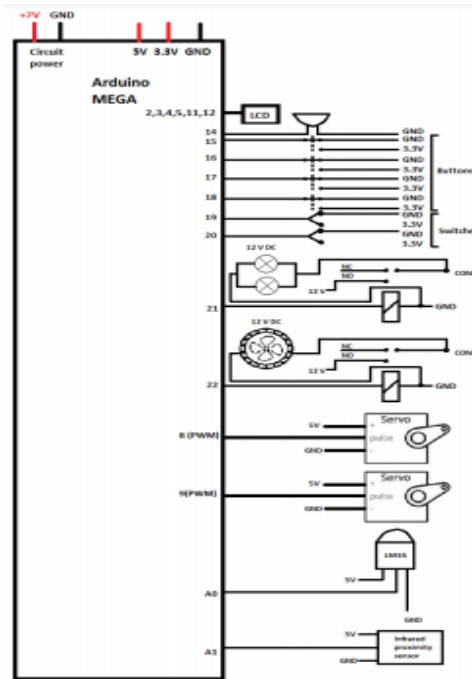 +7V GND
Circuit power
5V 3.3V GND
Arduino
MEGA
2,3,4,5,11,12
LCD
14
GND
15
GND
3.3V
16
GND
3.3V
Buttons
17
GND
3.3V
18
GND
3.3V
19
GND
3.3V
Switche
20
GND
3.3V
12 V DC
NC
NO
COM
12 V
21
GND
12 V DC
NC
NO
COM
12 V
22
GND
Servo
5V
+
8 (PWM)
pulse
GND
-
Servo
5V
+
9(PWM)
pulse
GND
-
LM35
5V
A0
GND
5V
Infrared
proximity
sensor
A1
GND